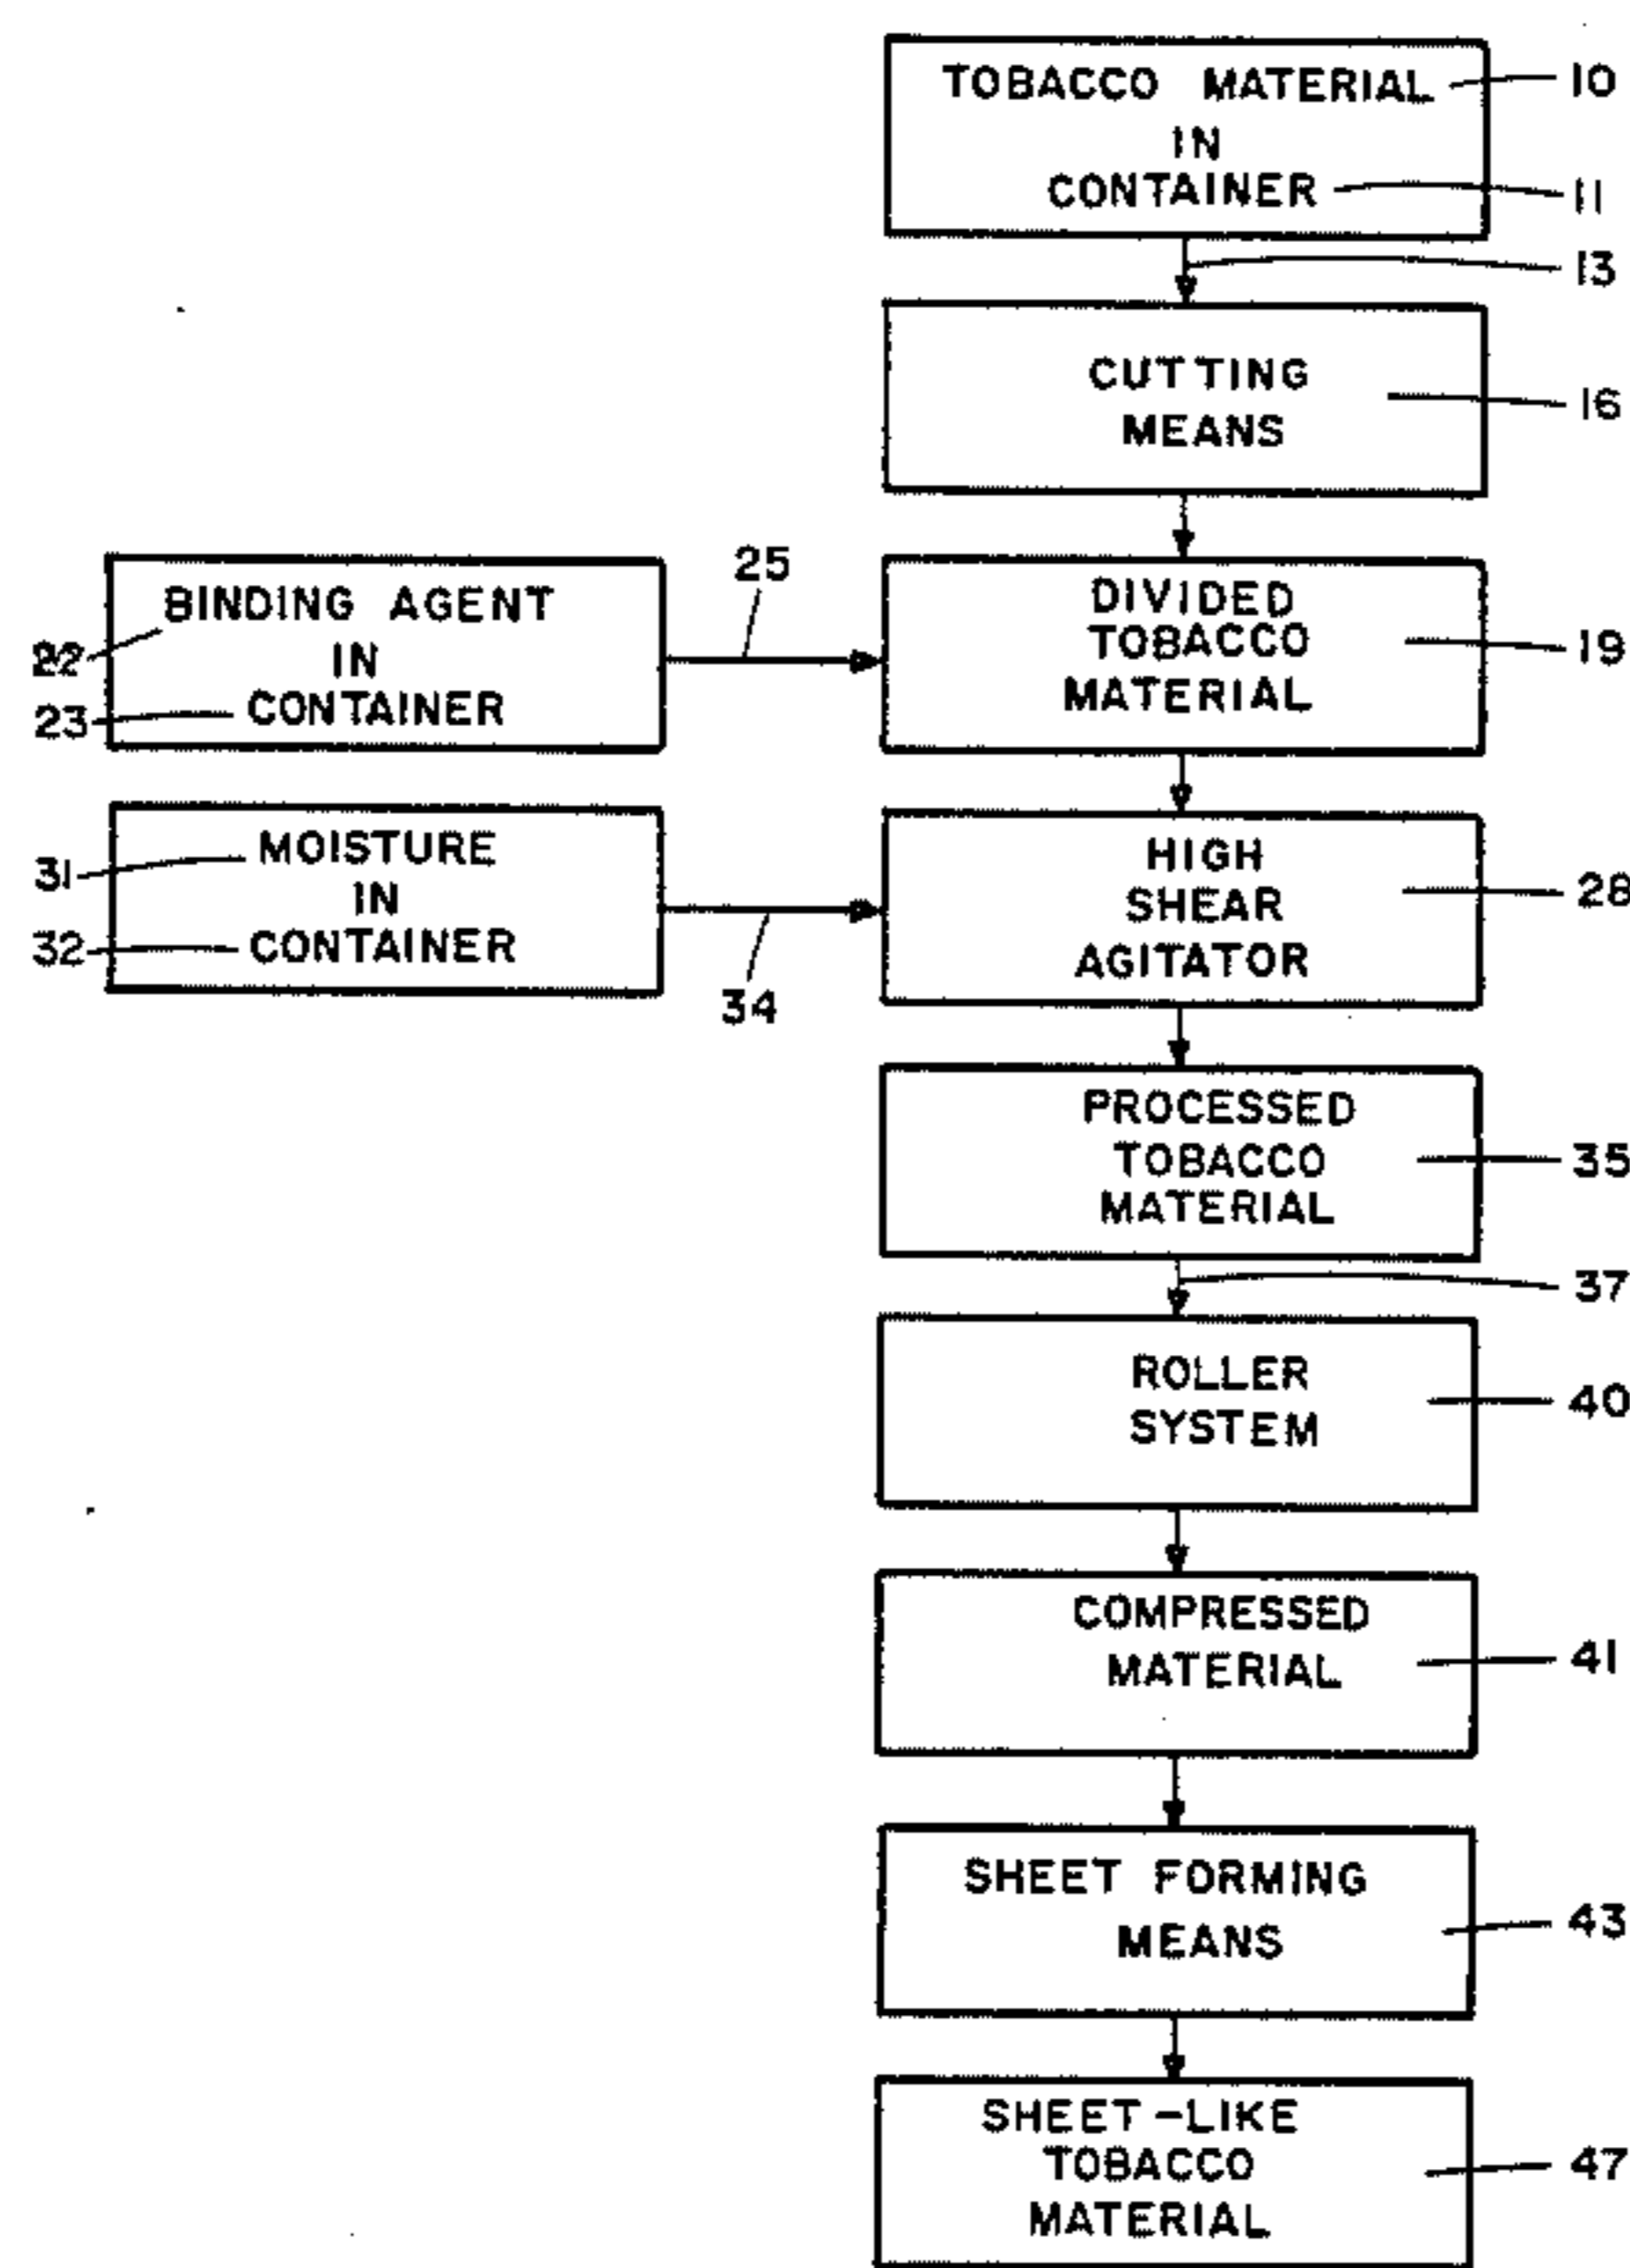 TOBACCO MATERIAL 10
IN
CONTAINER 11
13
CUTTING
MEANS
16
BINDING AGENT
IN
CONTAINER
22
23
25
DIVIDED
TOBACCO
MATERIAL
19
MOISTURE
IN
CONTAINER
31
32
34
HIGH
SHEAR
AGITATOR
28
PROCESSED
TOBACCO
MATERIAL
35
37
ROLLER
SYSTEM
40
COMPRESSED
MATERIAL
41
SHEET FORMING
MEANS
43
SHEET-LIKE
TOBACCO
MATERIAL
47